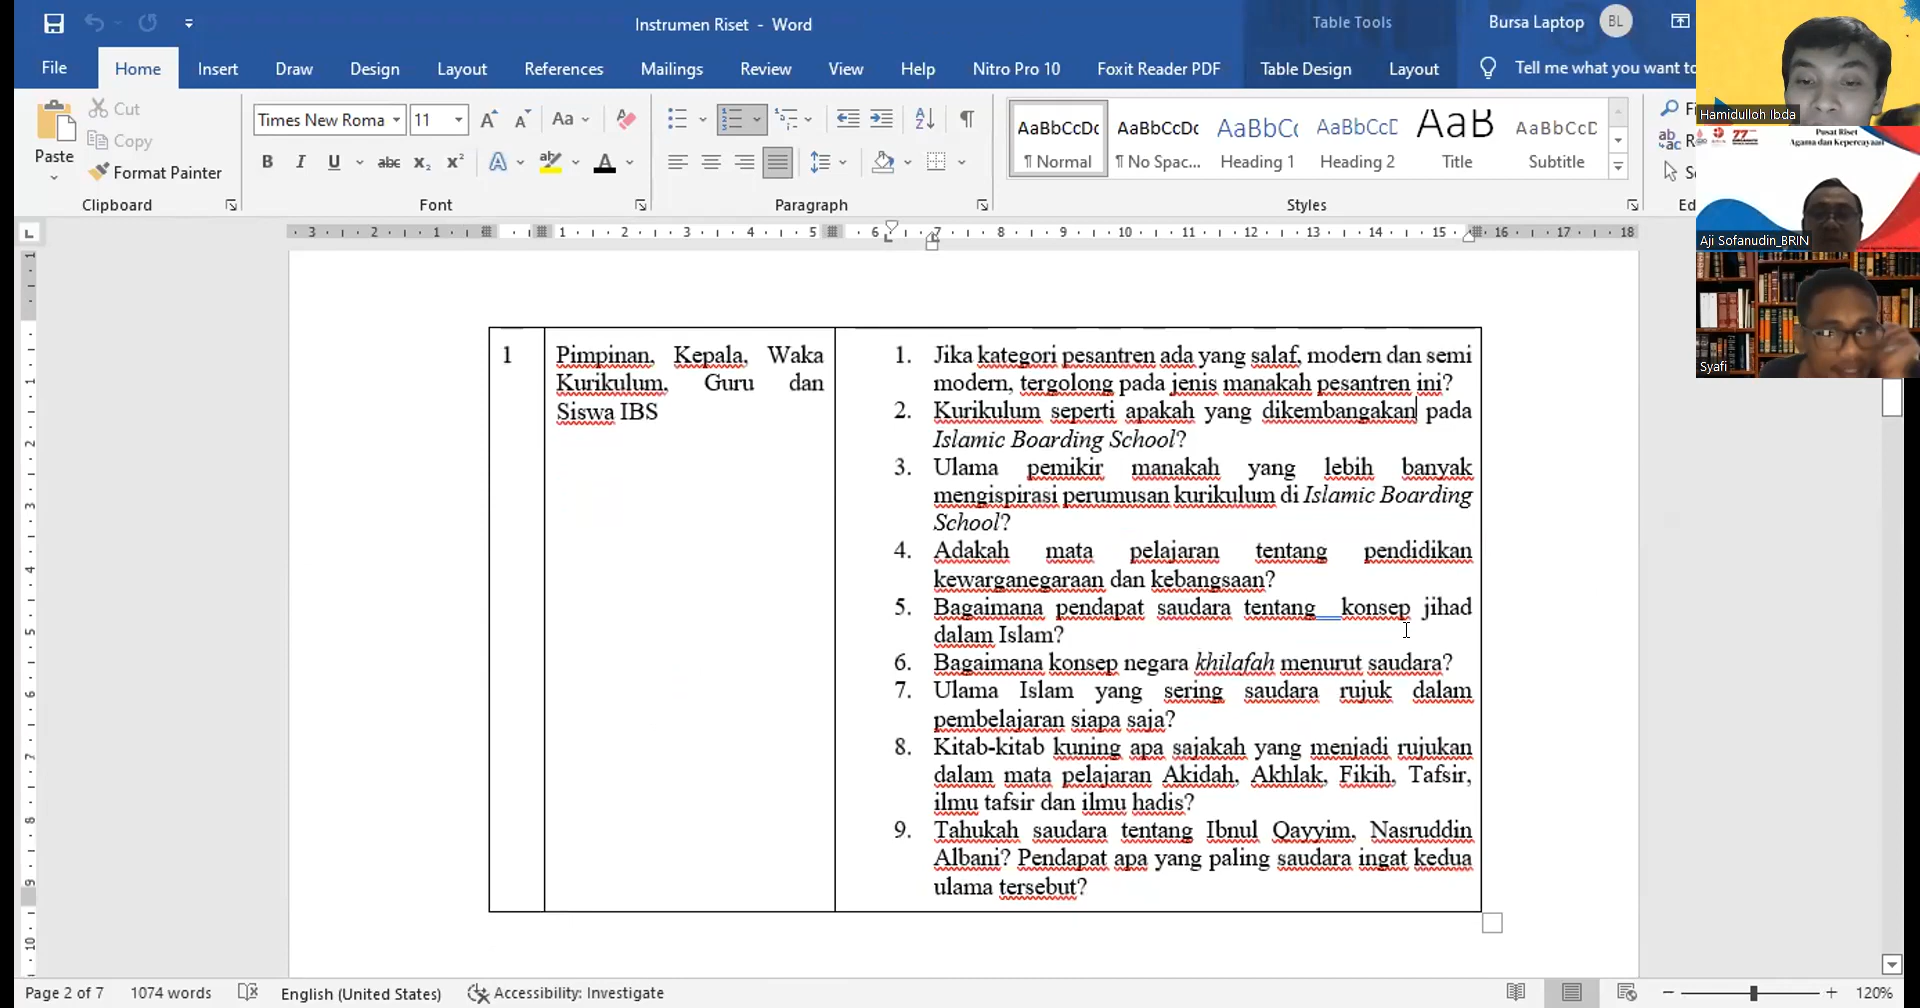 Instrumen Riset - Word
Table Tools
Bursa Laptop
BL
File
Home
Insert
Draw
Design
Layout
References
Mailings
Review
View
Help
Nitro Pro 10
Foxit Reader PDF
Table Design
Layout
Tell me what you want to
Paste
Cut
Copy
Format Painter
Clipboard
Times New Roma
11
Font
Paragraph
AaBbCcDc
¶ Normal
AaBbCcDc
¶ No Spac...
AaBbCc
Heading 1
AaBbCcD
Heading 2
AaB
Title
AaBbCcD
Subtitle
Styles
Hamidulloh Ibda
Pusat Riset
Agama dan Kepercayaan
Aji Sofanudin_BRIN
Syafi
1
Pimpinan, Kepala, Waka
Kurikulum, Guru dan
Siswa IBS
1. Jika kategori pesantren ada yang salaf, modern dan semi
modern, tergolong pada jenis manakah pesantren ini?
2. Kurikulum seperti apakah yang dikembangakan pada
Islamic Boarding School?
3. Ulama pemikir manakah yang lebih banyak
mengispirasi perumusan kurikulum di Islamic Boarding
School?
4. Adakah mata pelajaran tentang pendidikan
kewarganegaraan dan kebangsaan?
5. Bagaimana pendapat saudara tentang konsep jihad
dalam Islam?
6. Bagaimana konsep negara khilafah menurut saudara?
7. Ulama Islam yang sering saudara rujuk dalam
pembelajaran siapa saja?
8. Kitab-kitab kuning apa sajakah yang menjadi rujukan
dalam mata pelajaran Akidah, Akhlak, Fikih, Tafsir,
ilmu tafsir dan ilmu hadis?
9. Tahukah saudara tentang Ibnul Qayyim, Nasruddin
Albani? Pendapat apa yang paling saudara ingat kedua
ulama tersebut?
Page 2 of 7
1074 words
English (United States)
Accessibility: Investigate
120%